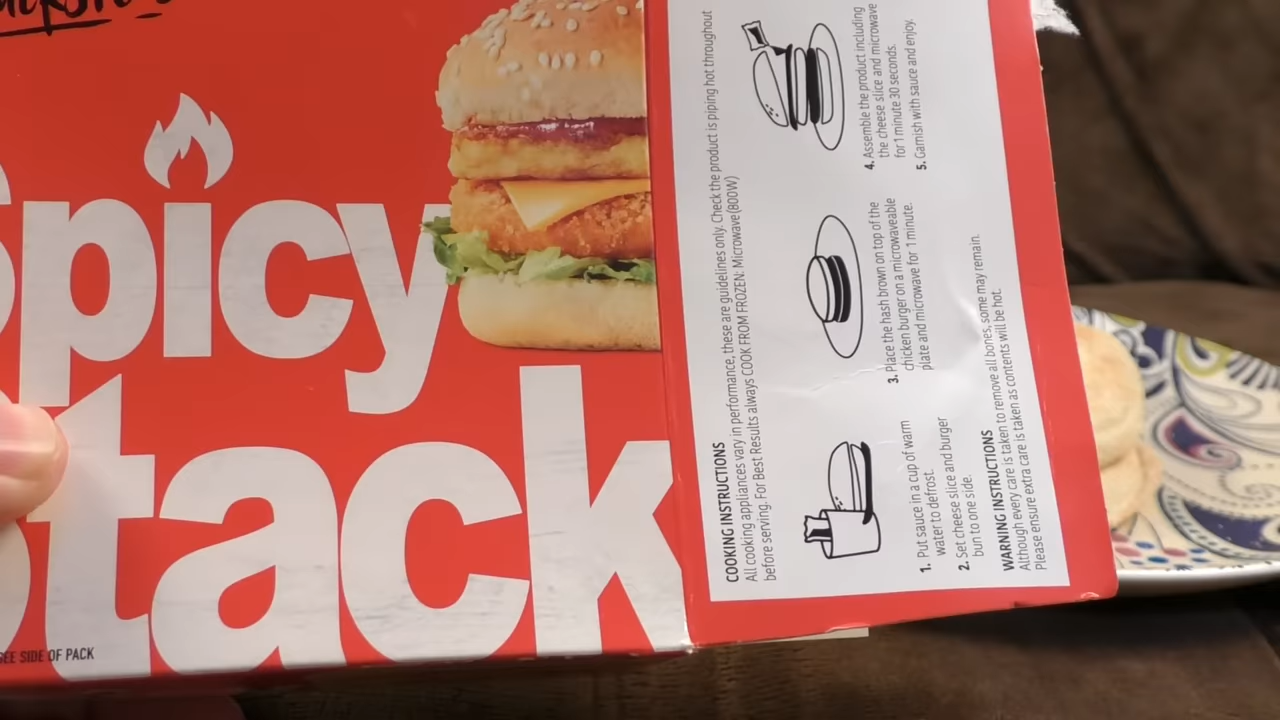 Spicy
Stack
SEE SIDE OF PACK
COOKING INSTRUCTIONS
All cooking appliances vary in performance, these are guidelines only. Check the product is piping hot throughout
before serving. For Best Results always COOK FROM FROZEN: Microwave (800W)
1. Put sauce in a cup of warm
water to defrost.
2. Set cheese slice and burger
bun to one side.
3. Place the hash brown on top of the
chicken burger on a microwaveable
plate and microwave for 1 minute.
4. Assemble the product including
the cheese slice and microwave
for 1 minute 30 seconds.
5. Garnish with sauce and enjoy.
WARNING INSTRUCTIONS
Although every care is taken to remove all bones, some may remain.
Please ensure extra care is taken as contents will be hot.